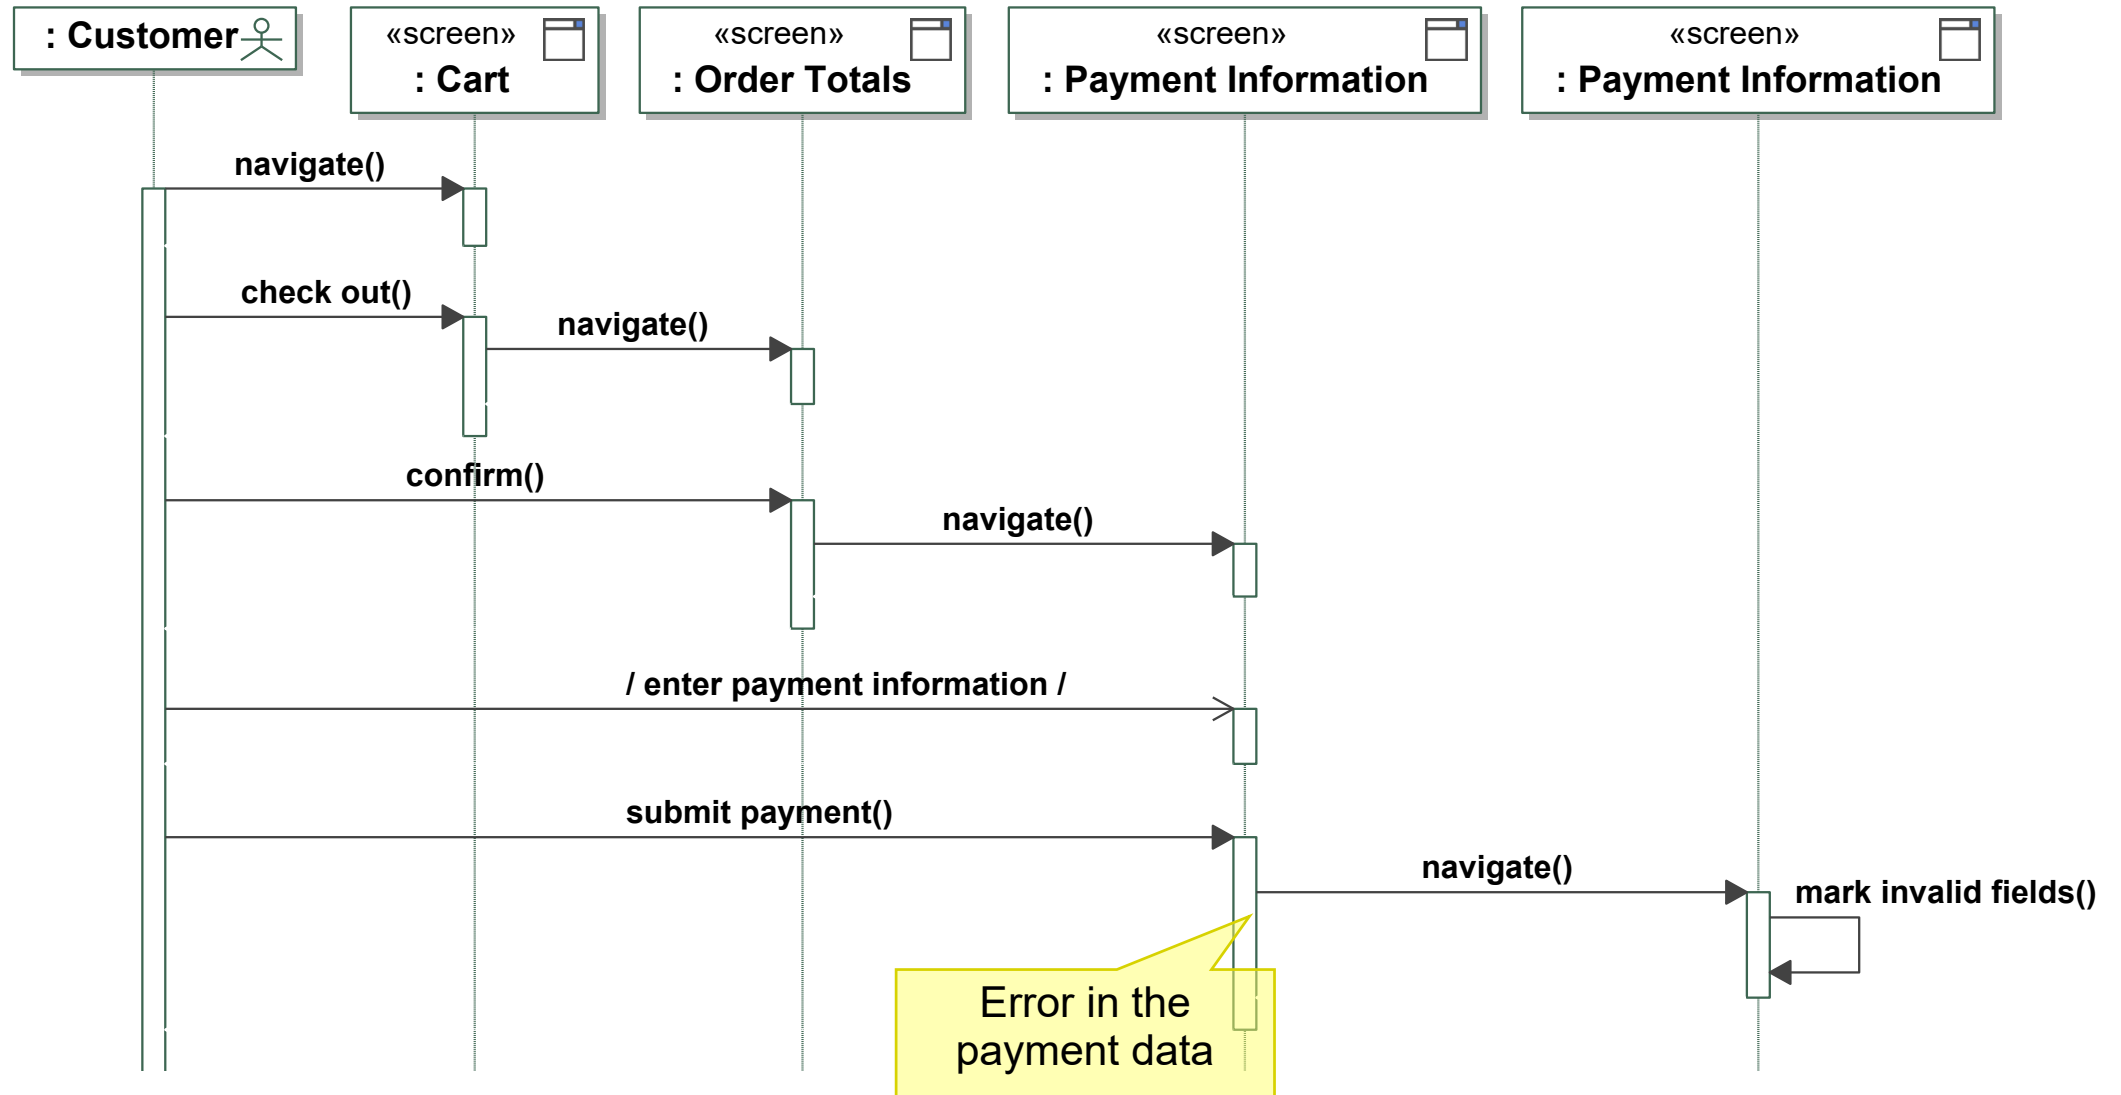 : Customer
«screen»
: Cart
«screen»
: Order Totals
«screen»
: Payment Information
«screen»
: Payment Information
navigate()
check out()
navigate()
confirm()
navigate()
/ enter payment information /
submit payment()
navigate()
mark invalid fields()
Error in the
payment data